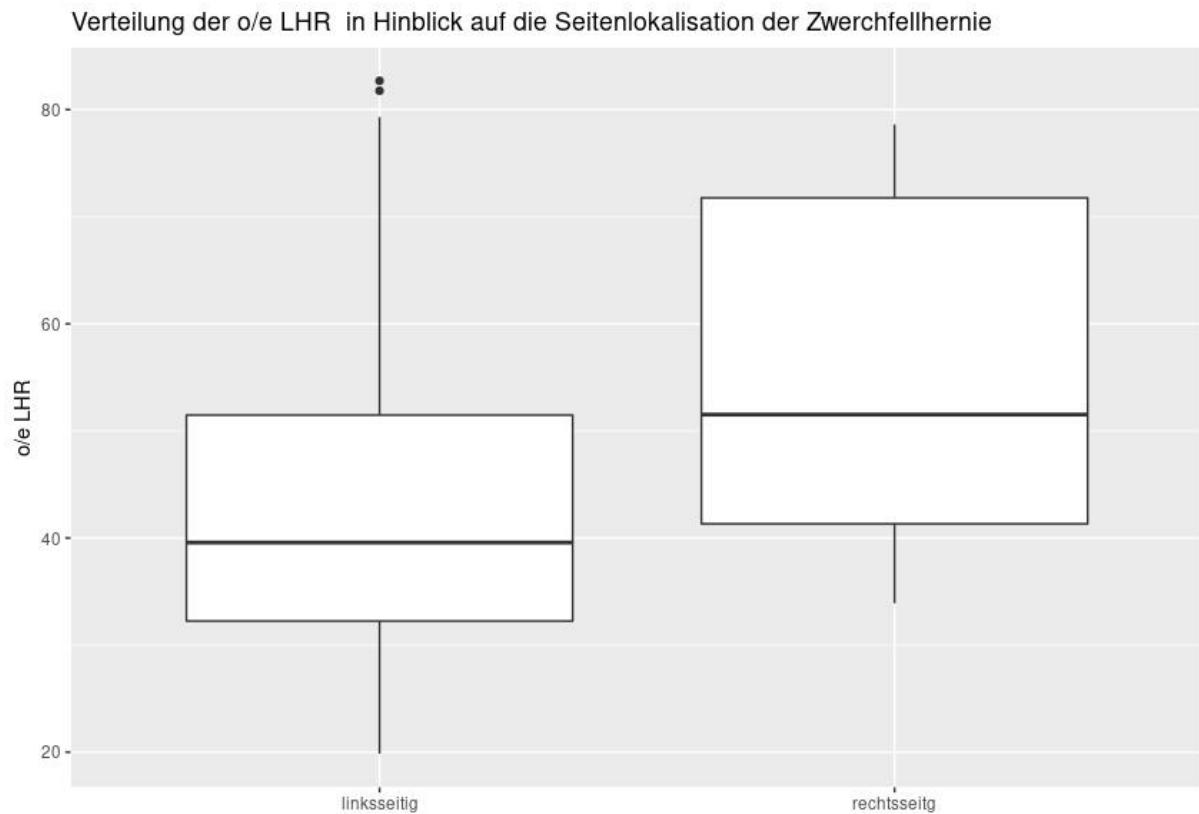 Verteilung der o/e LHR  in Hinblick auf die Seitenlokalisation der Zwerchfellhernie
80
60
40
20
o/e LHR
linksseitig
rechtsseitg